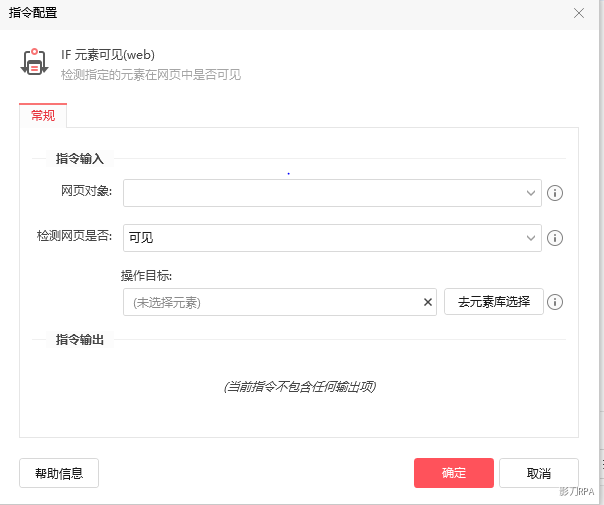 指令配置
IF 元素可见(web)
检测指定的元素在网页中是否可见
常规
指令输入
网页对象:
检测网页是否: 可见
操作目标:
(未选择元素) 去元素库选择
指令输出
(当前指令不包含任何输出项)
帮助信息 确定 取消
影刀RPA